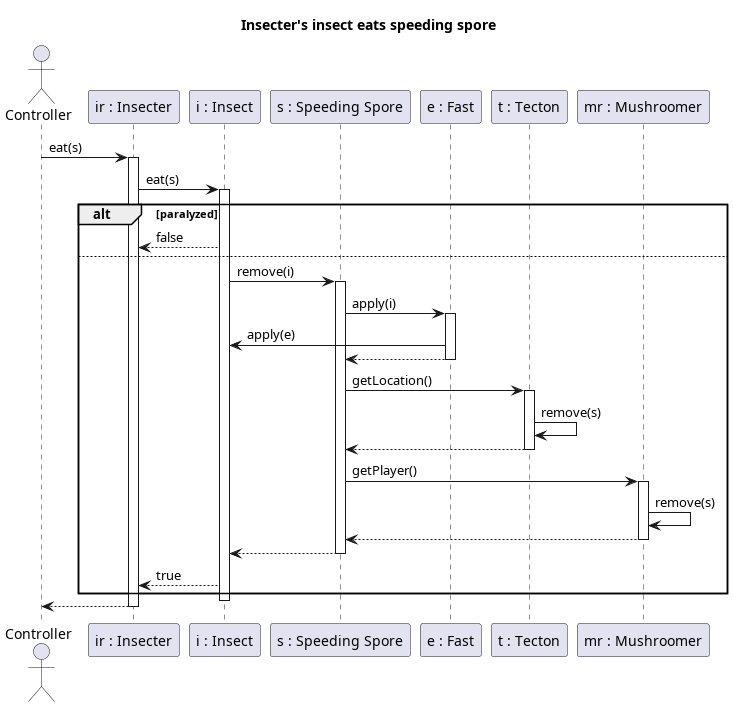 Insecter's insect eats speeding spore
Controller
ir : Insecter
i : Insect
s : Speeding Spore
e : Fast
t : Tecton
mr : Mushroomer
eat(s)
eat(s)
alt
[paralyzed]
false
remove(i)
apply(i)
apply(e)
getLocation()
remove(s)
getPlayer()
remove(s)
true
Controller
ir : Insecter
i : Insect
s : Speeding Spore
e : Fast
t : Tecton
mr : Mushroomer